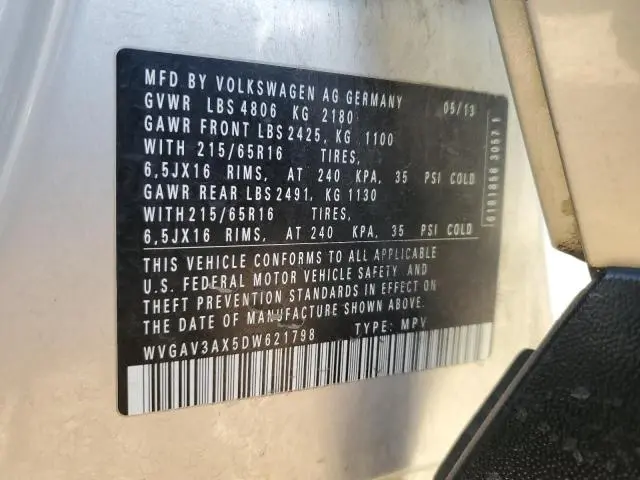 MFD BY VOLKSWAGEN AG GERMANY 05/13
GVWR LBS 4806 KG 2180
GAWR FRONT LBS 2425, KG 1100
WITH 215/65R16 TIRES,
6,5JX16 RIMS, AT 240 KPA, 35 PSI COLD
GAWR REAR LBS 2491, KG 1130
WITH 215/65R16 TIRES,
6,5JX16 RIMS, AT 240 KPA, 35 PSI COLD
THIS VEHICLE CONFORMS TO ALL APPLICABLE
U.S. FEDERAL MOTOR VEHICLE SAFETY AND
THEFT PREVENTION STANDARDS IN EFFECT ON
THE DATE OF MANUFACTURE SHOWN ABOVE.
WVGAV3AX5DW621798 TYPE: MPV